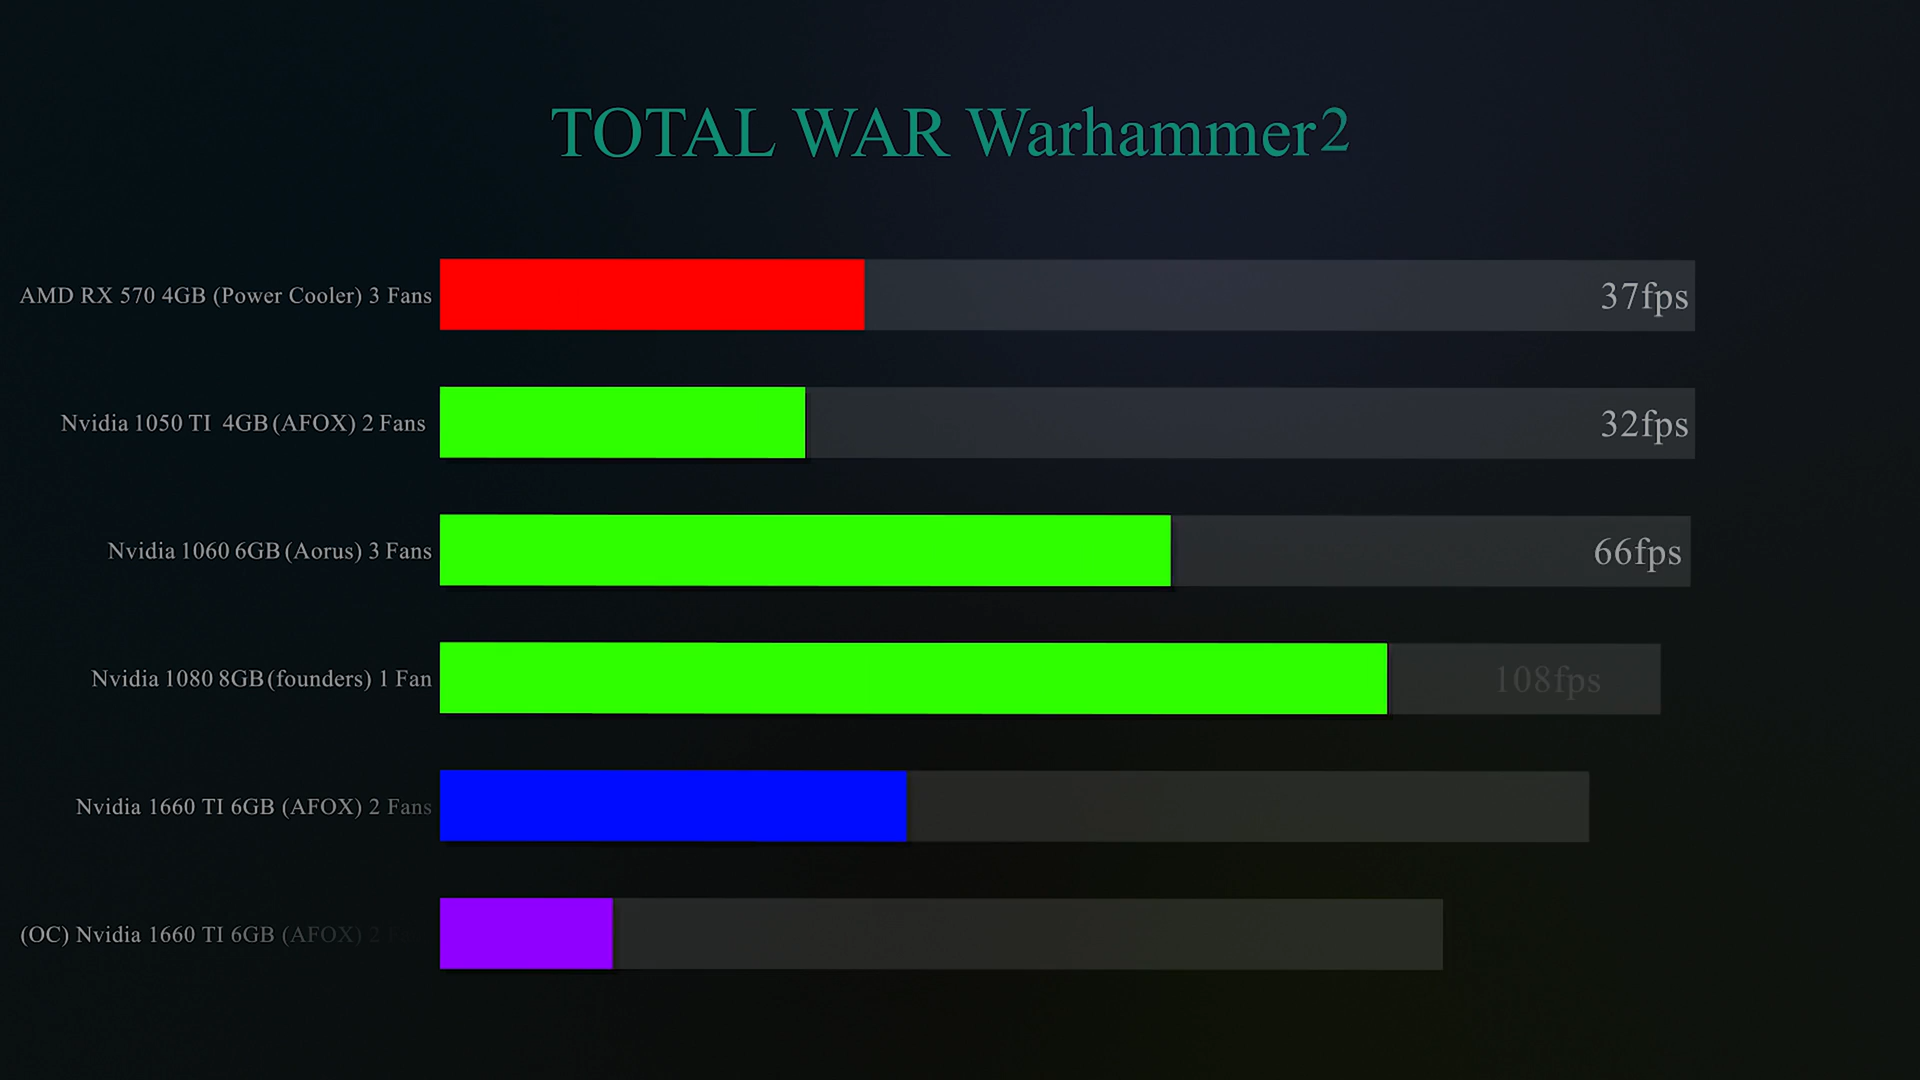 TOTAL WAR Warhammer2
AMD RX 570 4GB (Power Cooler) 3 Fans
37fps
Nvidia 1050 TI 4GB (AFOX) 2 Fans
32fps
Nvidia 1060 6GB (Aorus) 3 Fans
66fps
Nvidia 1080 8GB (founders) 1 Fan
108fps
Nvidia 1660 TI 6GB (AFOX) 2 Fans
(OC) Nvidia 1660 TI 6GB (AFOX) 2